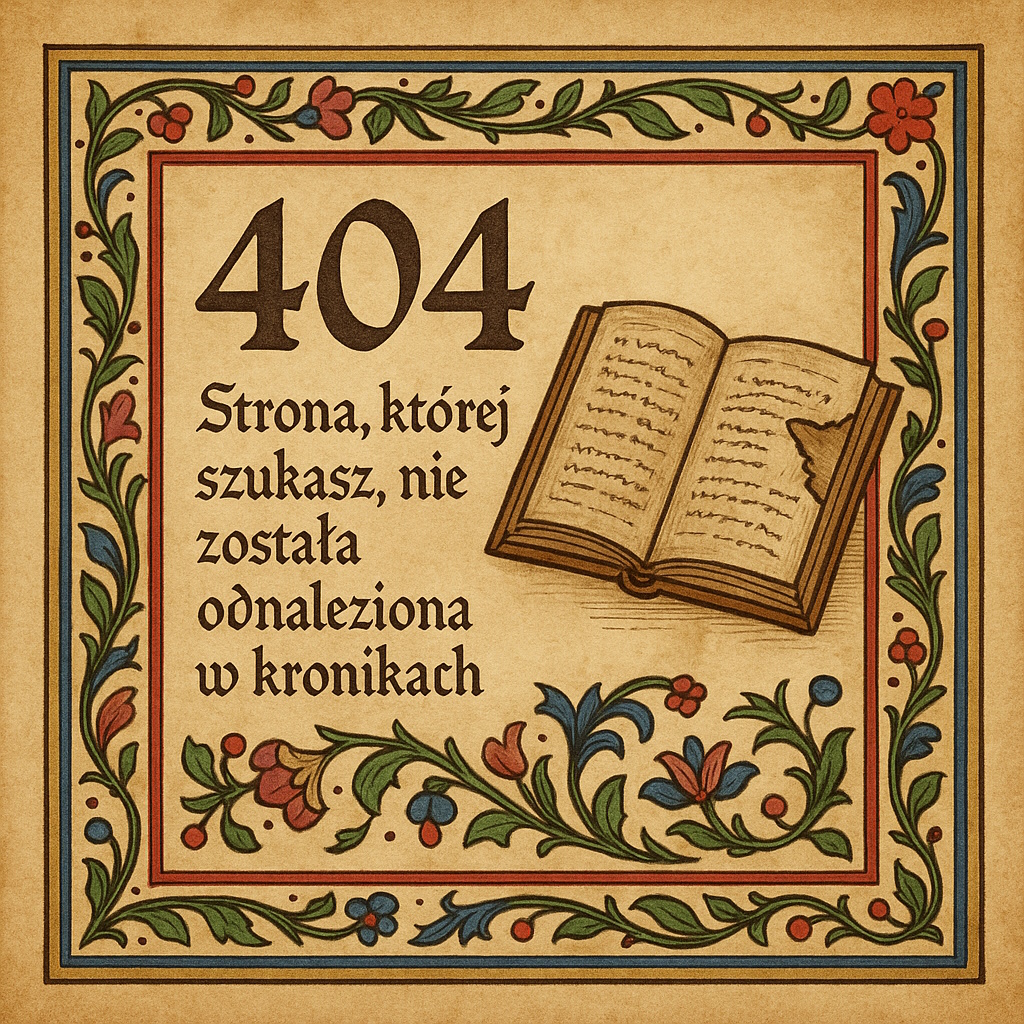 404
Strona, której
szukasz, nie
została
odnaleziona
w kronikach